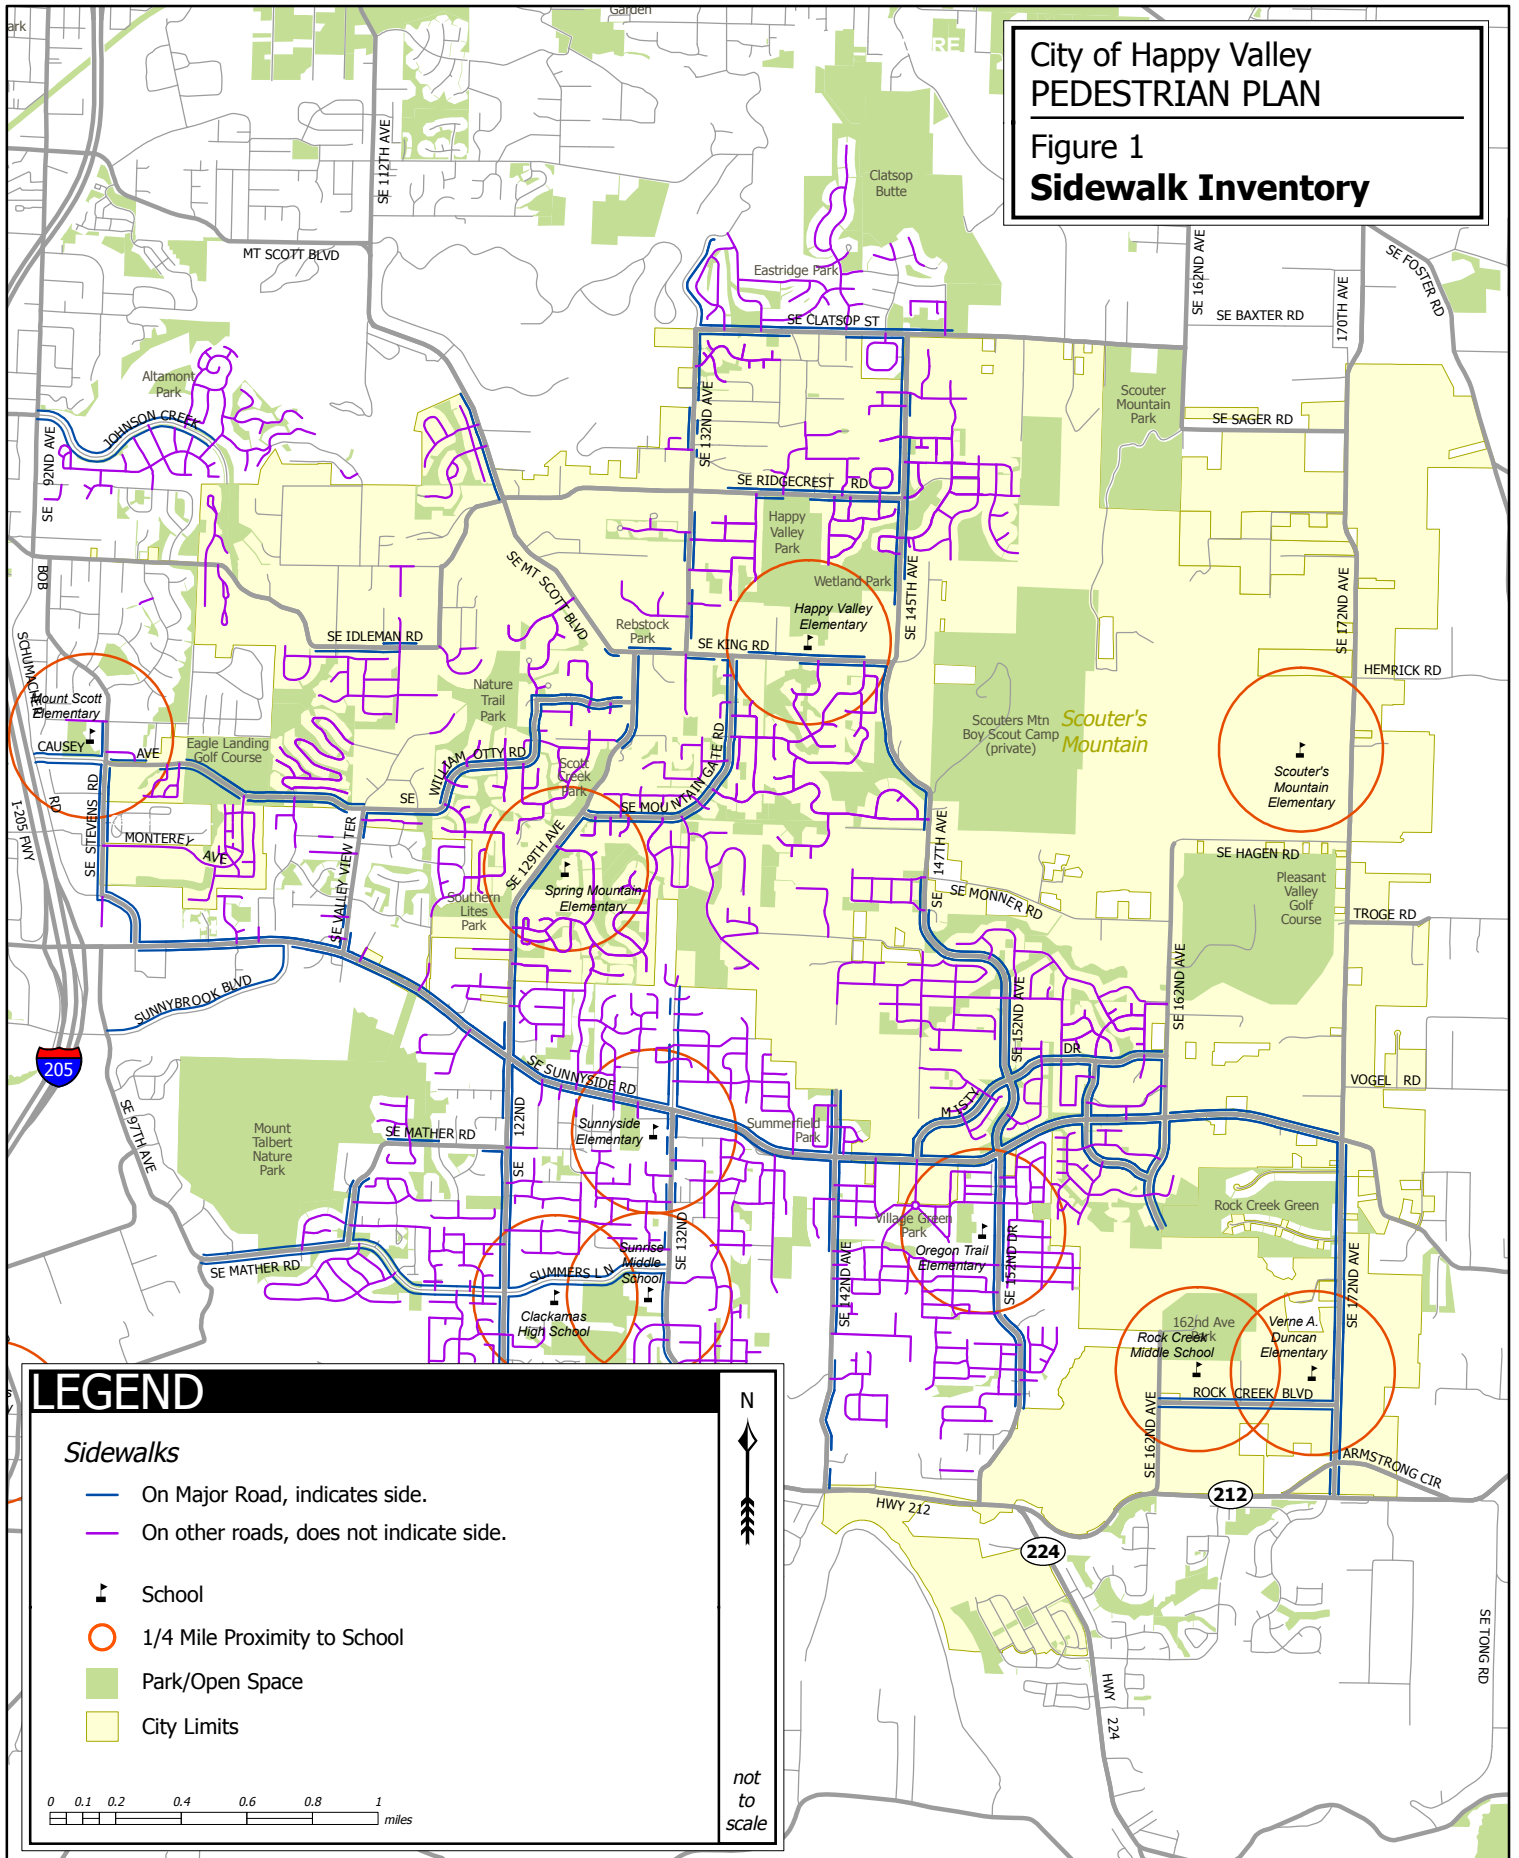 Garden
ark
RE
City of Happy Valley
PEDESTRIAN PLAN
Figure 1
Sidewalk Inventory
SE 112TH AVE
Clatsop
Butte
MT SCOTT BLVD
Eastridge Park
SE CLATSOP ST
SE 162ND AVE
SE BAXTER RD
170TH AVE
SE FOSTER RD
Altamont
Park
JOHNSON CREEK
SE 92ND AVE
SE 132ND AVE
Scouter
Mountain
Park
SE SAGER RD
SE RIDGECREST RD
Happy
Valley
Park
Wetland Park
SE 145TH AVE
SE MT SCOTT BLVD
BOB
SCHUMACHER
RD
SE IDLEMAN RD
Rebstock
Park
Happy Valley
Elementary
SE KING RD
SE 172ND AVE
HEMRICK RD
Mount Scott
Elementary
CAUSEY AVE
Eagle Landing
Golf Course
Nature
Trail
Park
SE WILLIAM OTTY RD
Scott
Creek
Park
SE MOUNTAIN GATE RD
Scouters Mtn
Boy Scout Camp
(private)
Scouter's
Mountain
Scouter's
Mountain
Elementary
I-205 FWY
SE STEVENS RD
MONTEREY AVE
SE VALLEY VIEW TER
SE 129TH AVE
Spring Mountain
Elementary
Southern
Lites
Park
SE 147TH AVE
SE MONNER RD
SE HAGEN RD
Pleasant
Valley
Golf
Course
TROGE RD
SUNNYBROOK BLVD
SE 152ND AVE
SE 162ND AVE
205
SE 97TH AVE
Mount
Talbert
Nature
Park
SE MATHER RD
SE 122ND
SE SUNNYSIDE RD
Sunnyside
Elementary
Summerfield
Park
MISTY DR
VOGEL RD
SE MATHER RD
SUMMERS LN
Sunrise
Middle
School
SE 132ND
Clackamas
High School
SE 142ND AVE
Village Green
Park
Oregon Trail
Elementary
SE 152ND DR
Rock Creek Green
SE 172ND AVE
162nd Ave
Park
Rock Creek
Middle School
Verne A.
Duncan
Elementary
ROCK CREEK BLVD
SE 162ND AVE
ARMSTRONG CIR
HWY 212
212
224
HWY 224
SE TONG RD
LEGEND
Sidewalks
On Major Road, indicates side.
On other roads, does not indicate side.
School
1/4 Mile Proximity to School
Park/Open Space
City Limits
0 0.1 0.2 0.4 0.6 0.8 1
miles
N
not
to
scale